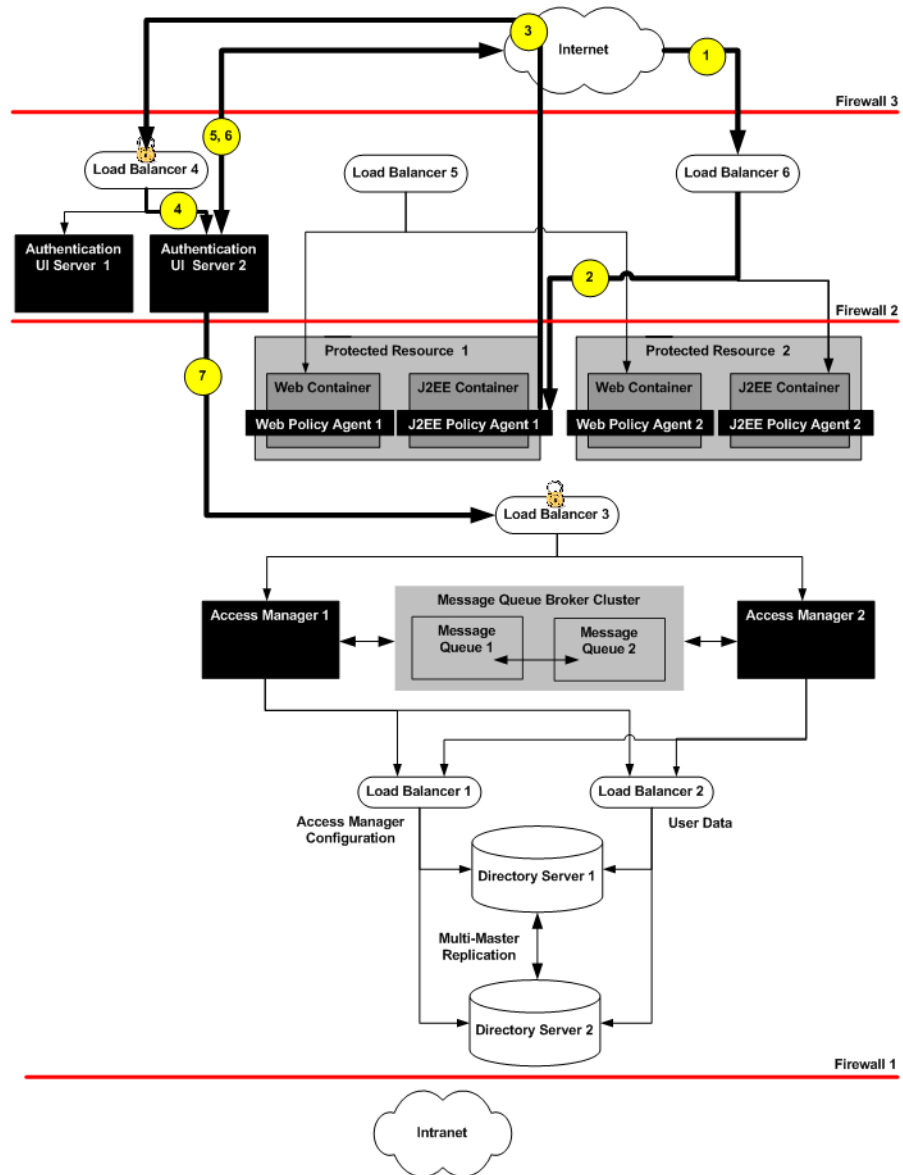 3
Internet
1
Firewall 3
5, 6
Load Balancer 4
Load Balancer 5
Load Balancer 6
4
Authentication
UI Server 1
Authentication
UI Server 2
2
Firewall 2
7
Protected Resource 1
Web Container
J2EE Container
Web Policy Agent 1
J2EE Policy Agent 1
Protected Resource 2
Web Container
J2EE Container
Web Policy Agent 2
J2EE Policy Agent 2
Load Balancer 3
Access Manager 1
Message Queue Broker Cluster
Message
Queue 1
Message
Queue 2
Access Manager 2
Load Balancer 1
Load Balancer 2
Access Manager
Configuration
User Data
Directory Server 1
Multi-Master
Replication
Directory Server 2
Firewall 1
Intranet